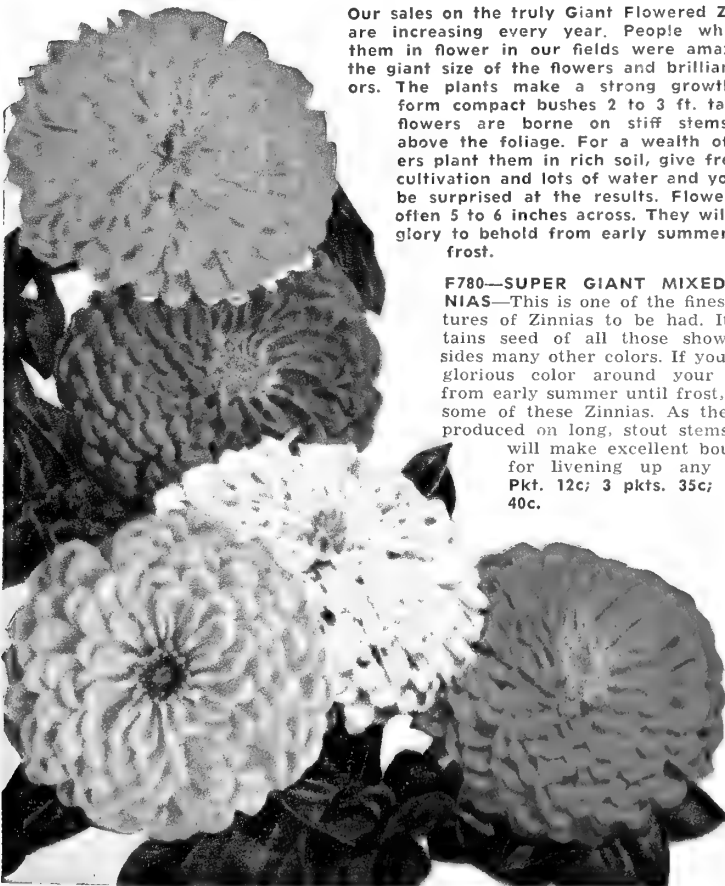 Our sales on the truly Giant Flowered Z
are increasing every year. People wh
them in flower in our fields were ama
the giant size of the flowers and brillian
ors. The plants make a strong growt
form compact bushes 2 to 3 ft. ta
flowers are borne on stiff stems
above the foliage. For a wealth of
ers plant them in rich soil, give fre
cultivation and lots of water and yo
be surprised at the results. Flowe
often 5 to 6 inches across. They wil
glory to behold from early summer
frost.
F780—SUPER GIANT MIXED
NIAS—This is one of the fines
tures of Zinnias to be had. It
tains seed of all those show
sides many other colors. If you
glorious color around your
from early summer until frost,
some of these Zinnias. As the
produced on long, stout stems
will make excellent bou
for livening up any
Pkt. 12c; 3 pkts. 35c;
40c.